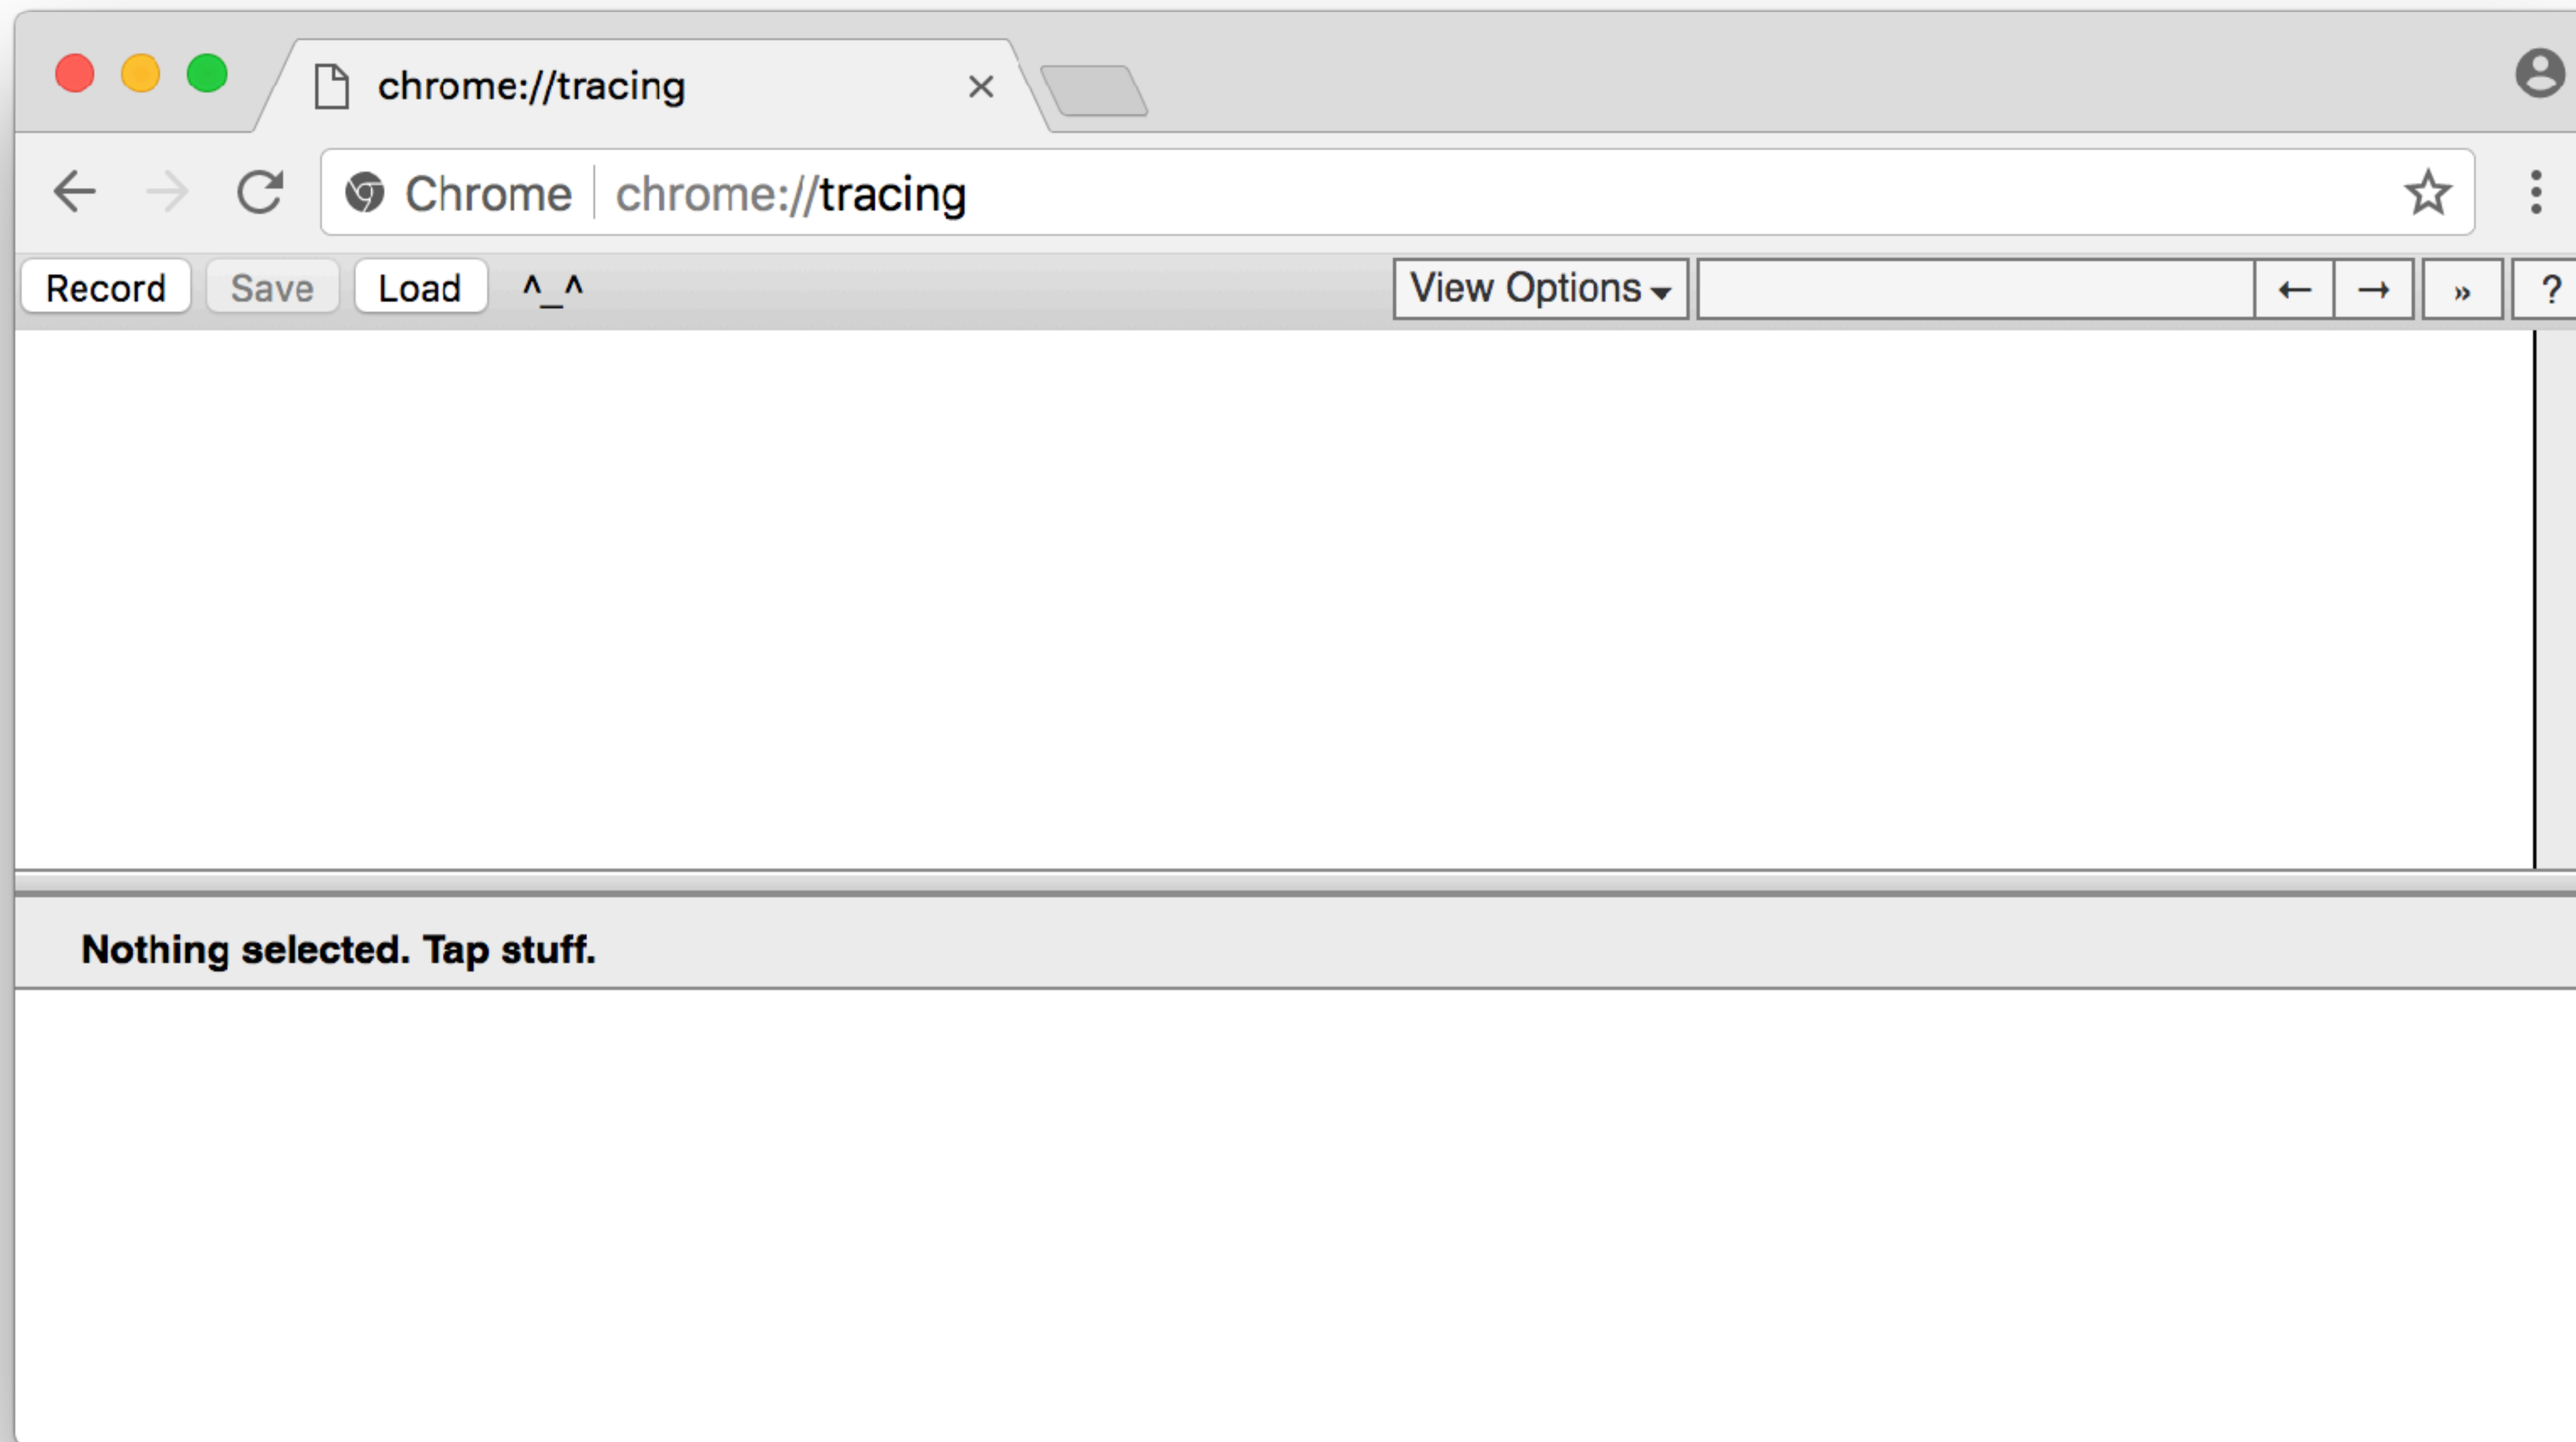 chrome://tracing
Chrome chrome://tracing
Record Save Load ^_^ View Options ← → » ?
Nothing selected. Tap stuff.